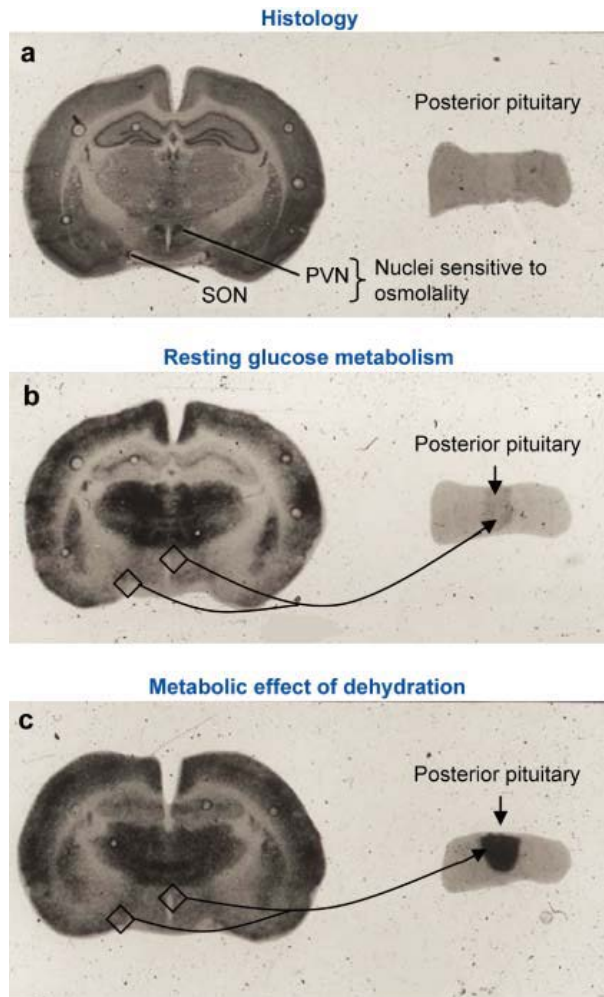 Histology
a
Posterior pituitary
PVN
SON
Nuclei sensitive to
osmolality
Resting glucose metabolism
b
Posterior pituitary
Metabolic effect of dehydration
c
Posterior pituitary